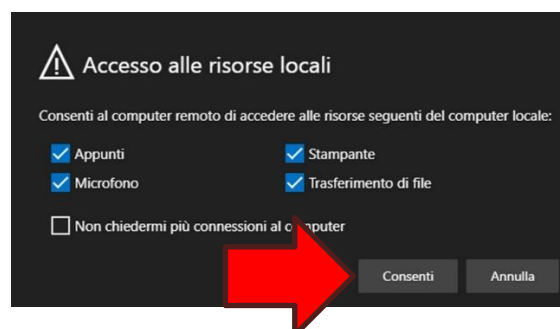 Accesso alle risorse locali
Consenti al computer remoto di accedere alle risorse seguenti del computer locale:
Appunti Stampante
Microfono Trasferimento di file
Non chiedermi più connessioni al computer
Consenti Annulla